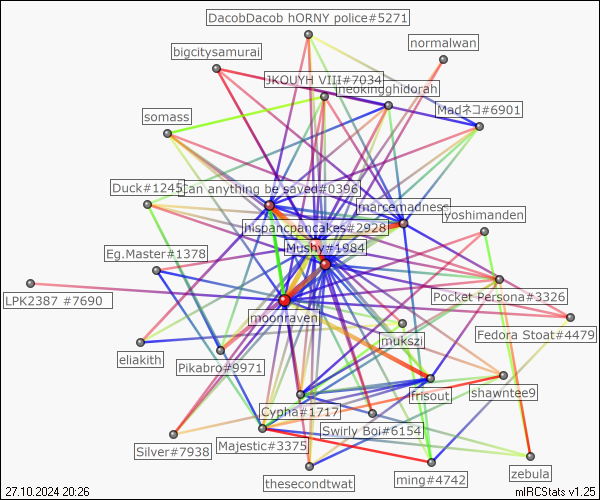 DacobDacob hORNY police#5271
normalwan
bigcitysamurai
JKOUYH VIII#7034
neokingghidorah
Madネコ#6901
somass
Duck#1245
Can anything be saved#0396
marcemadness
yoshimanden
hispancpancakes#2928
Mushy#1984
Eg.Master#1378
LPK2387 #7690
Pocket Persona#3326
moonraven
Fedora Stoat#4479
mukszi
eliakith
Pikabro#9971
frisout
shawntee9
Cypha#1717
Swirly Boi#6154
Silver#7938
Majestic#3375
thesecondtwat
ming#4742
zebula
27.10.2024 20:26
mIRCStats v1.25